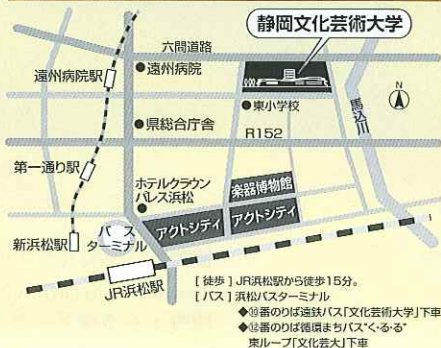 静岡文化芸術大学
六間道路
遠州病院駅
遠州病院
N
東小学校
馬込川
県総合庁舎
R152
第一通り駅
ホテルクラウン
パレス浜松
楽器博物館
アクトシティ
アクトシティ
バス
ターミナル
新浜松駅
JR浜松駅
[徒歩] JR浜松駅から徒歩15分。
[バス] 浜松バスターミナル
◆⑩番のりば遠鉄バス「文化芸術大学」下車
◆⑫番のりば循環まちバス"く・る・る"
東ループ「文化芸大」下車